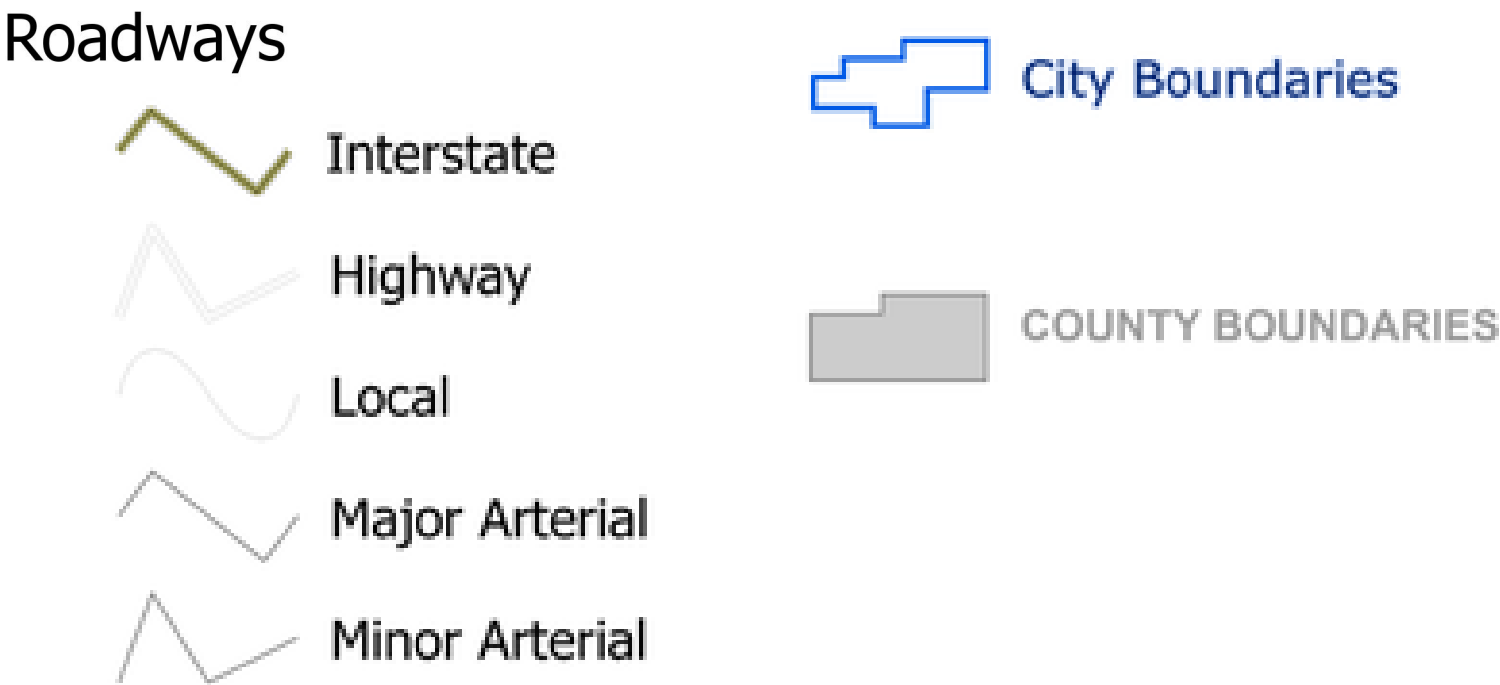 Roadways
Interstate
Highway
Local
Major Arterial
Minor Arterial
City Boundaries
COUNTY BOUNDARIES